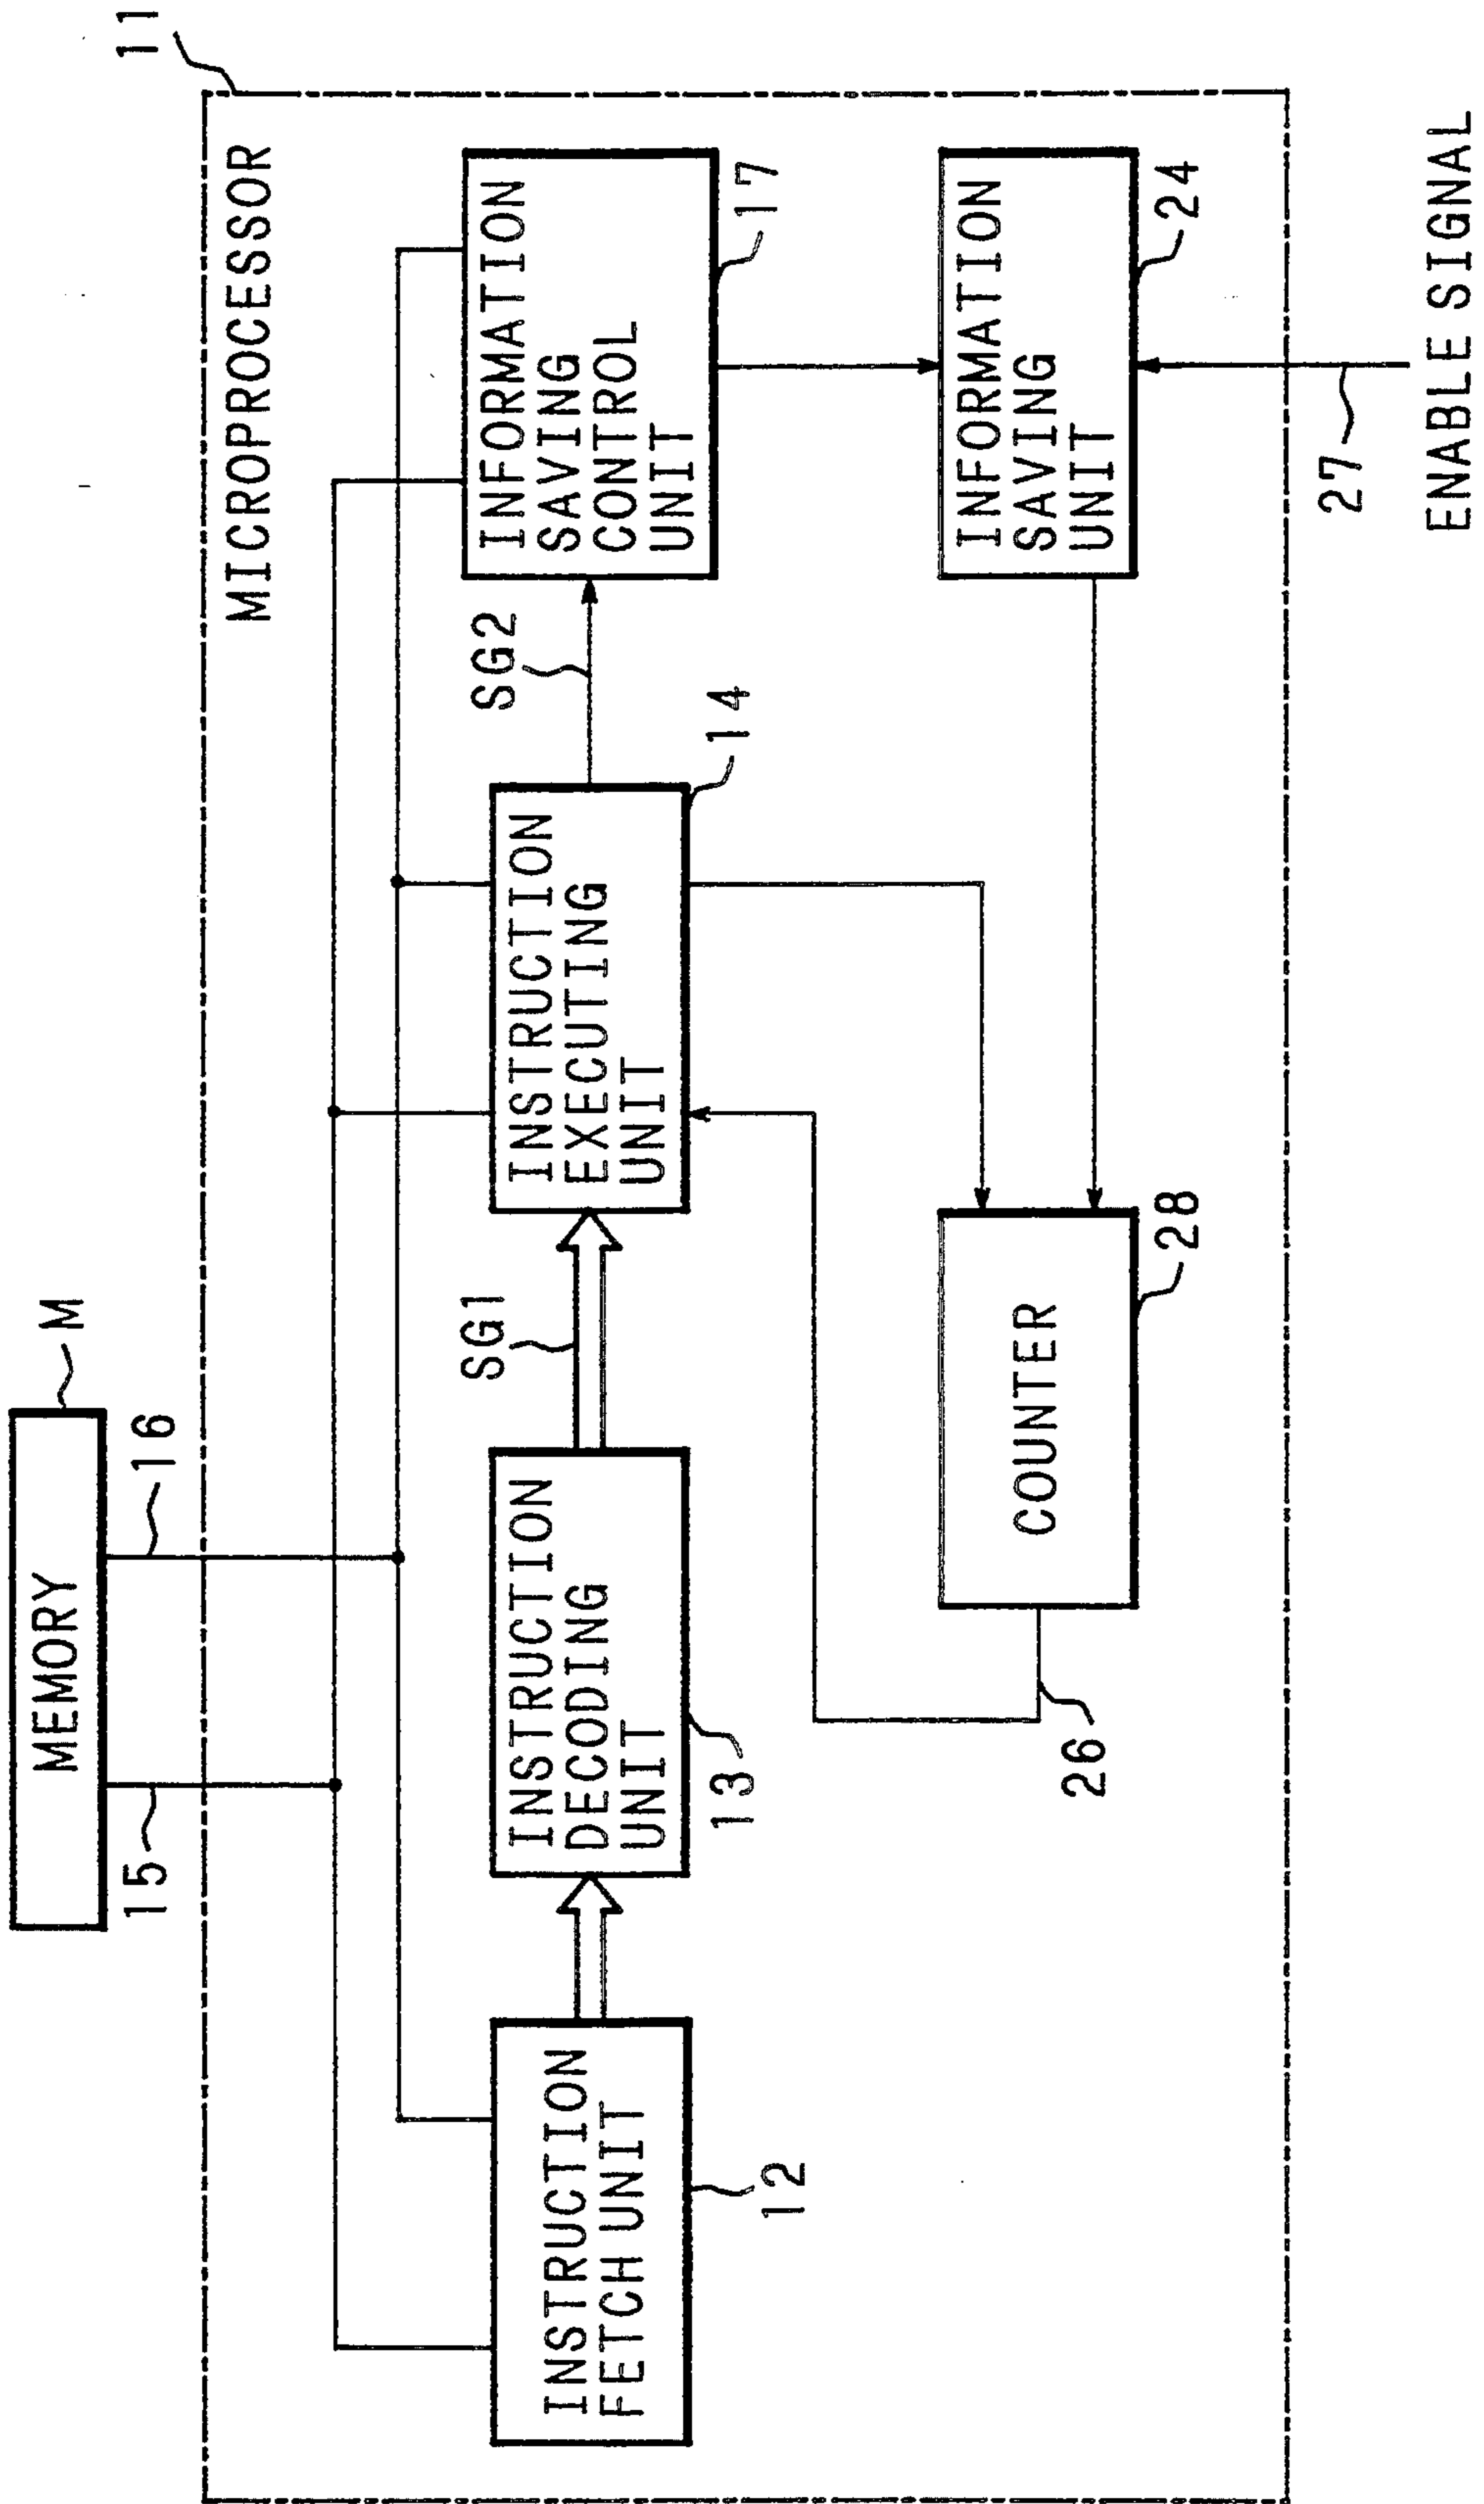 11
MEMORY
M
15
16
MICROPROCESSOR
INSTRUCTION
FETCH UNIT
12
INSTRUCTION
DECODING
UNIT
13
SG1
INSTRUCTION
EXECUTING
UNIT
14
SG2
INFORMATION
SAVING
CONTROL
UNIT
17
26
COUNTER
28
INFORMATION
SAVING
UNIT
24
27
ENABLE SIGNAL